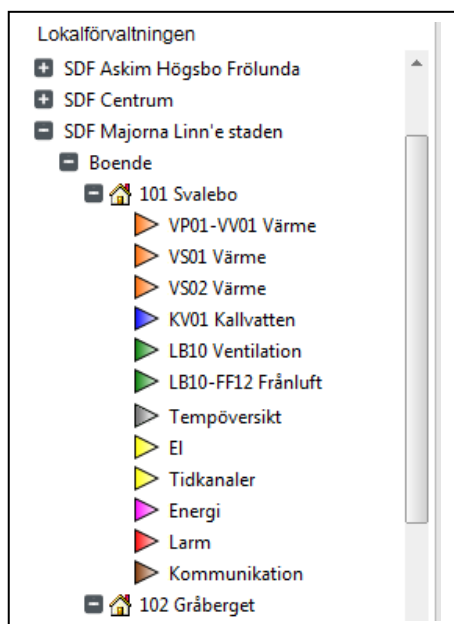 Lokalförvaltningen
SDF Askim Högsbo Frölunda
SDF Centrum
SDF Majorna Linn'e staden
Boende
101 Svalebo
VP01-VV01 Värme
VS01 Värme
VS02 Värme
KV01 Kallvatten
LB10 Ventilation
LB10-FF12 Frånluft
Tempöversikt
El
Tidkanaler
Energi
Larm
Kommunikation
102 Gråberget